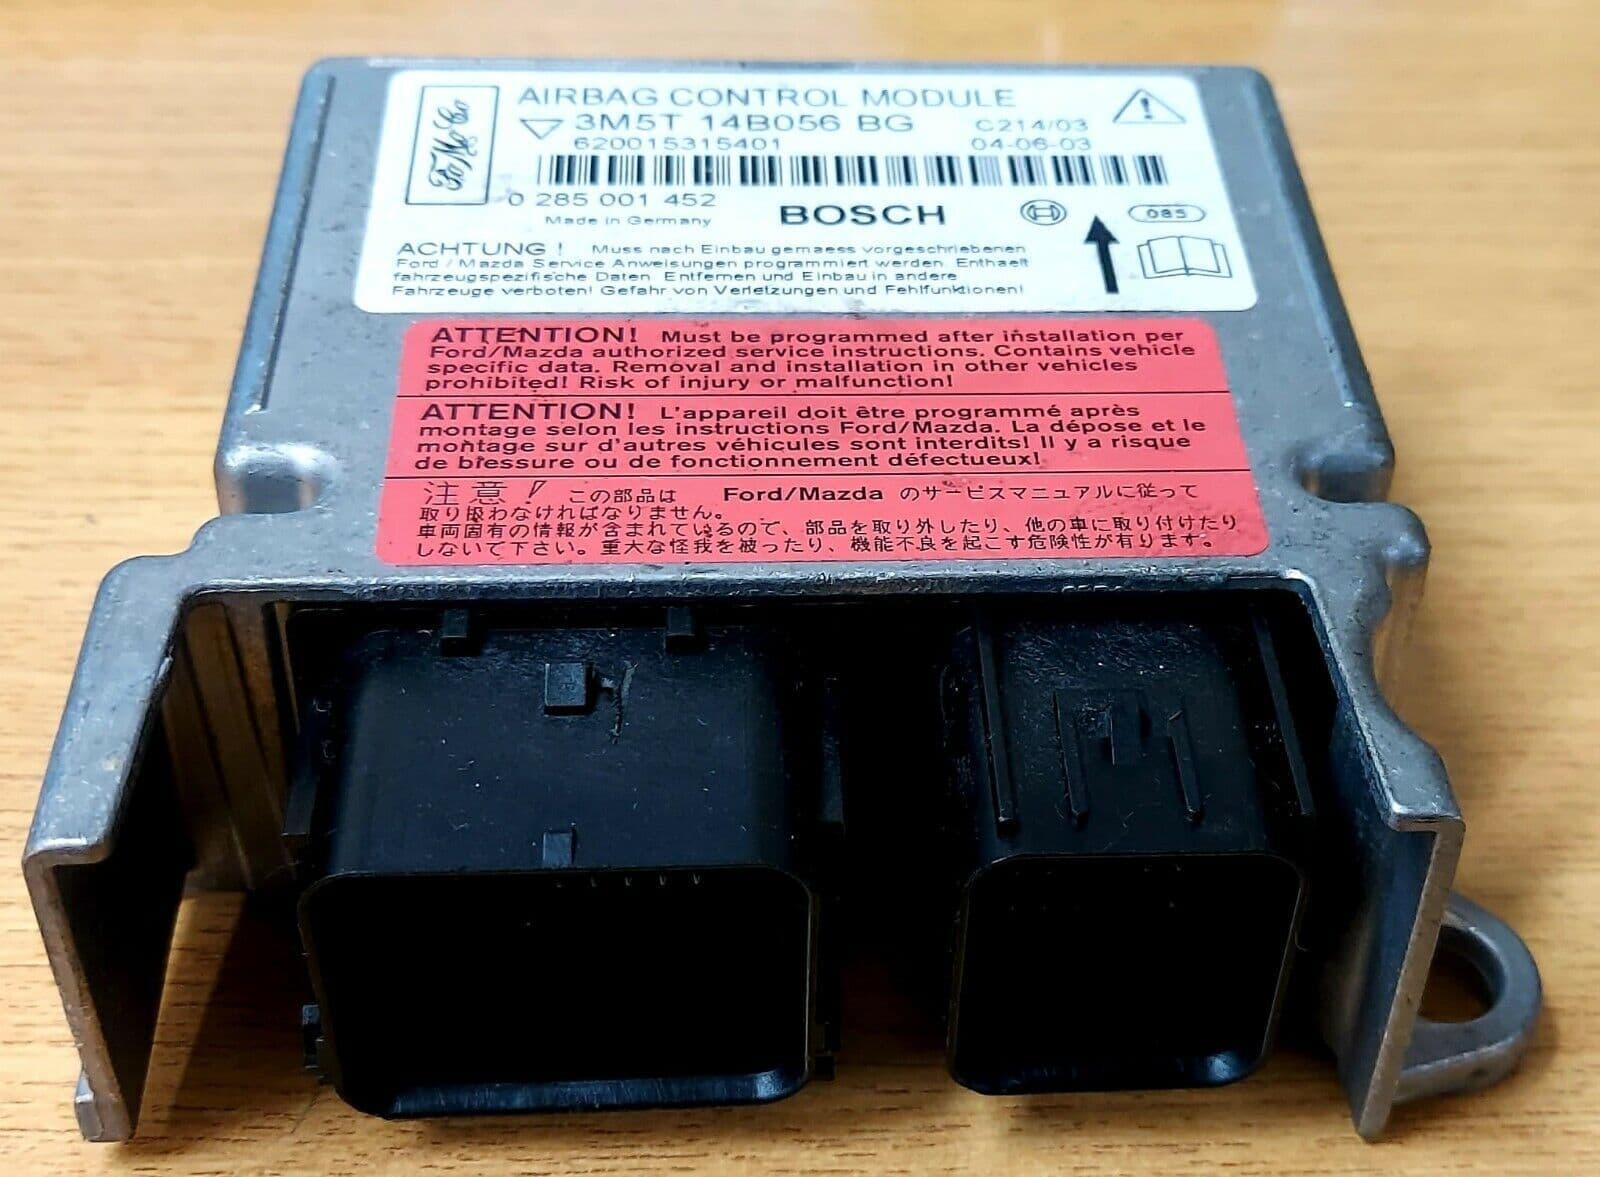 FoMoCo
AIRBAG CONTROL MODULE
3M5T 14B056 BG C214/03
620015315401 04-06-03
0 285 001 452
Made in Germany BOSCH 085
ACHTUNG ! Muss nach Einbau gemaess vorgeschriebenen
Ford / Mazda Service Anweisungen programmiert werden. Enthaelt
fahrzeugspezifische Daten. Entfernen und Einbau in andere
Fahrzeuge verboten! Gefahr von Verletzungen und Fehlfunktionen!
ATTENTION! Must be programmed after installation per
Ford/Mazda authorized service instructions. Contains vehicle
specific data. Removal and installation in other vehicles
prohibited! Risk of injury or malfunction!
ATTENTION! L'appareil doit être programmé après
montage selon les instructions Ford/Mazda. La dépose et le
montage sur d'autres véhicules sont interdits! Il y a risque
de blessure ou de fonctionnement défectueux!
注意! この部品は Ford/Mazda のサービスマニュアルに従って
取り扱わなければなりません。
車両固有の情報が含まれているので、部品を取り外したり、他の車に取り付けたり
しないで下さい。重大な怪我を被ったり、機能不良を起こす危険性が有ります。